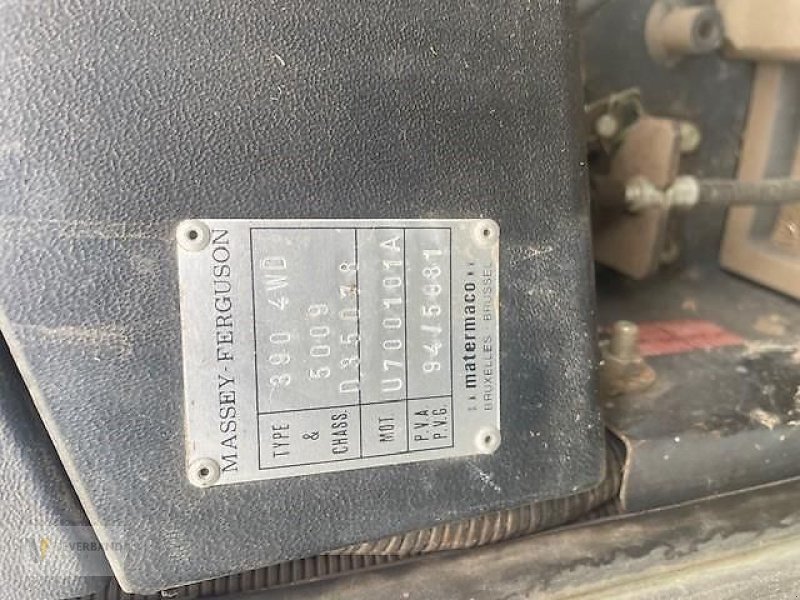 MASSEY-FERGUSON
TYPE 390 4WD
& 5009
CHASS. D35078
MOT. U700101A
P.V.A 94/5081
P.V.G.
S.A. matermaco N.V.
BRUXELLES BRUSSEL